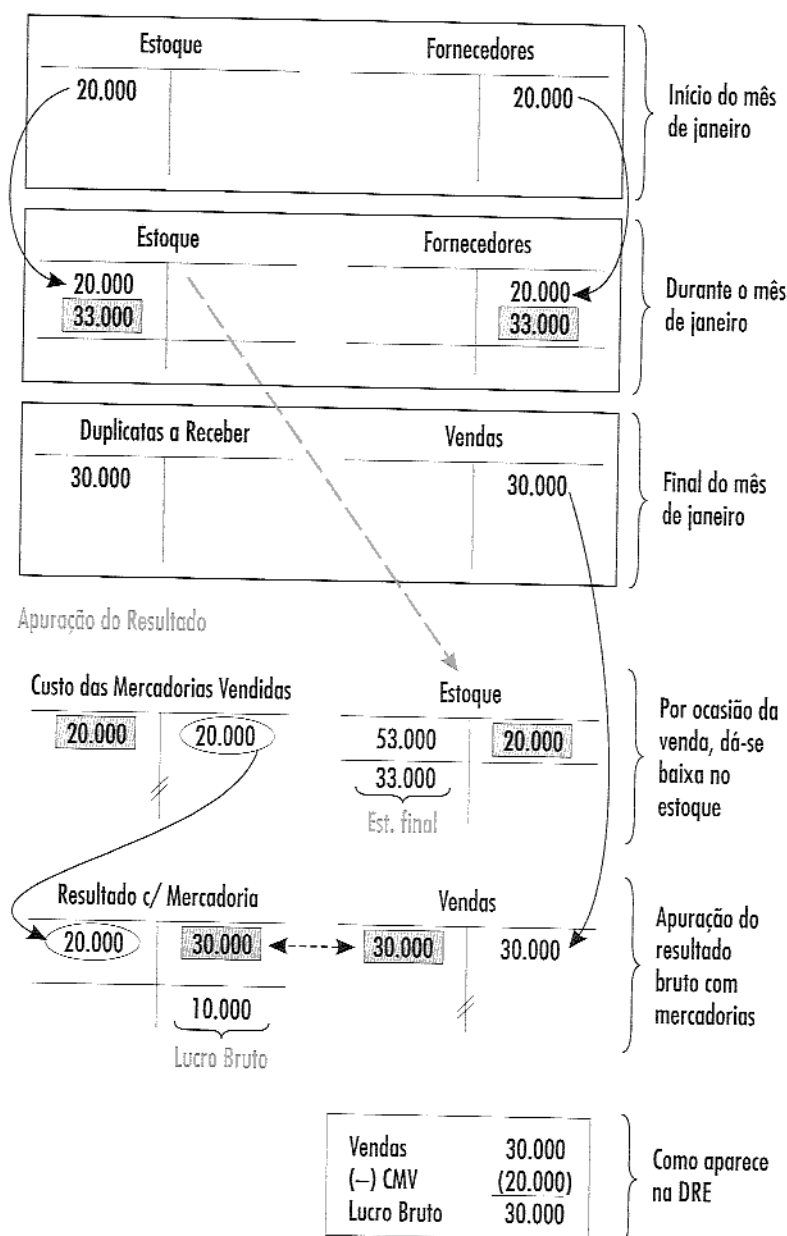 Estoque
Fornecedores
20.000
20.000
Início do mês
de janeiro
Estoque
Fornecedores
20.000
33.000
20.000
33.000
Durante o mês
de janeiro
Duplicatas a Receber
Vendas
30.000
30.000
Final do mês
de janeiro
Apuração do Resultado
Custo das Mercadorias Vendidas
Estoque
20.000 20.000
53.000 20.000
33.000
Est. final
Por ocasião da
venda, dá-se
baixa no
estoque
Resultado c/ Mercadoria
Vendas
20.000 30.000
30.000 30.000
10.000
Lucro Bruto
Apuração do
resultado
bruto com
mercadorias
Vendas 30.000
(–) CMV (20.000)
Lucro Bruto 30.000
Como aparece
na DRE